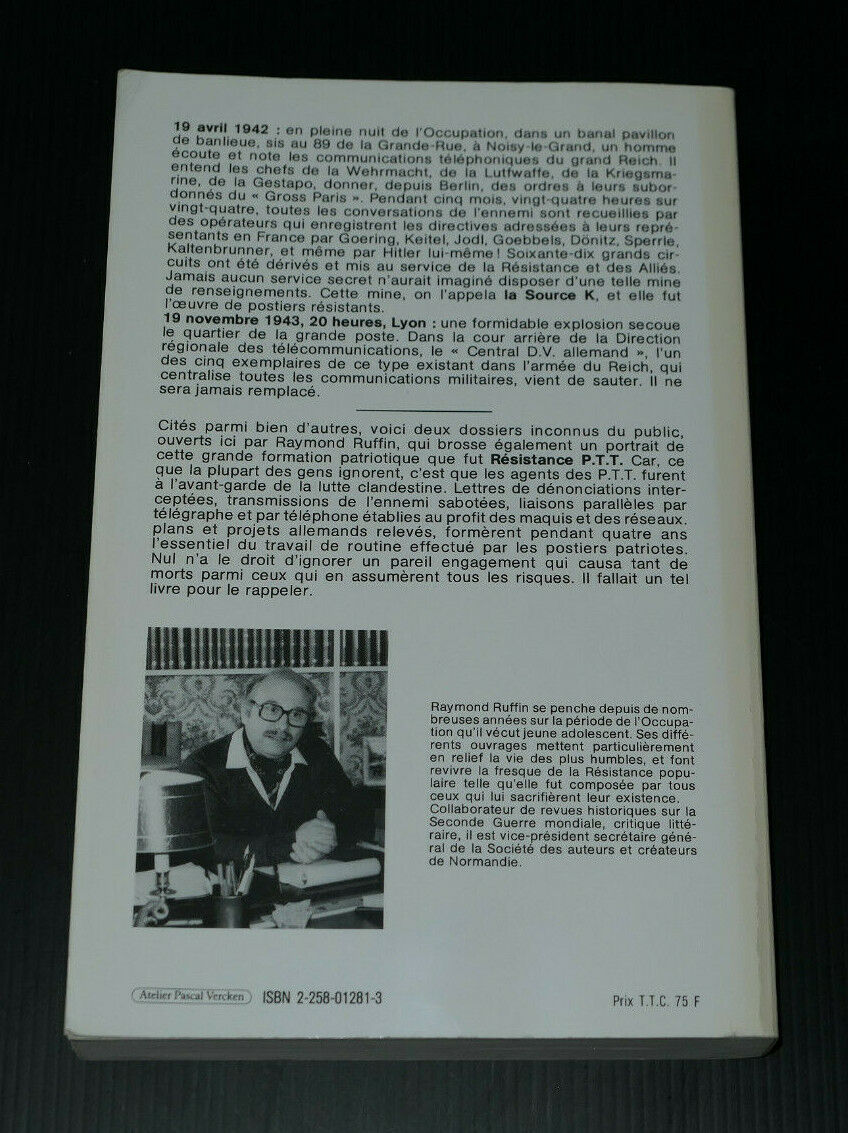 19 avril 1942 : en pleine nuit de l'Occupation, dans un banal pavillon
de banlieue, sis au 89 de la Grande-Rue, à Noisy-le-Grand, un homme
écoute et note les communications téléphoniques du grand Reich. Il
entend les chefs de la Wehrmacht, de la Luftwaffe, de la Kriegsma-
rine, de la Gestapo, donner, depuis Berlin, des ordres à leurs subor-
donnés du « Gross Paris ». Pendant cinq mois, vingt-quatre heures sur
vingt-quatre, toutes les conversations de l'ennemi sont recueillies par
des opérateurs qui enregistrent les directives adressées à leurs repré-
sentants en France par Goering, Keitel, Jodl, Goebbels, Dönitz, Sperrle,
Kaltenbrunner, et même par Hitler lui-même ! Soixante-dix grands cir-
cuits ont été dérivés et mis au service de la Résistance et des Alliés.
Jamais aucun service secret n'aurait imaginé disposer d'une telle mine
de renseignements. Cette mine, on l'appela la Source K, et elle fut
l'œuvre de postiers résistants.
19 novembre 1943, 20 heures, Lyon : une formidable explosion secoue
le quartier de la grande poste. Dans la cour arrière de la Direction
régionale des télécommunications, le « Central D.V. allemand », l'un
des cinq exemplaires de ce type existant dans l'armée du Reich, qui
centralise toutes les communications militaires, vient de sauter. Il ne
sera jamais remplacé.
Cités parmi bien d'autres, voici deux dossiers inconnus du public,
ouverts ici par Raymond Ruffin, qui brosse également un portrait de
cette grande formation patriotique que fut Résistance P.T.T. Car, ce
que la plupart des gens ignorent, c'est que les agents des P.T.T. furent
à l'avant-garde de la lutte clandestine. Lettres de dénonciations inter-
ceptées, transmissions de l'ennemi sabotées, liaisons parallèles par
télégraphe et par téléphone établies au profit des maquis et des réseaux,
plans et projets allemands relevés, formèrent pendant quatre ans
l'essentiel du travail de routine effectué par les postiers patriotes.
Nul n'a le droit d'ignorer un pareil engagement qui causa tant de
morts parmi ceux qui en assumèrent tous les risques. Il fallait un tel
livre pour le rappeler.
Raymond Ruffin se penche depuis de nom-
breuses années sur la période de l'Occupa-
tion qu'il vécut jeune adolescent. Ses diffé-
rents ouvrages mettent particulièrement
en relief la vie des plus humbles, et font
revivre la fresque de la Résistance popu-
laire telle qu'elle fut composée par tous
ceux qui lui sacrifièrent leur existence.
Collaborateur de revues historiques sur la
Seconde Guerre mondiale, critique litté-
raire, il est vice-président secrétaire géné-
ral de la Société des auteurs et créateurs
de Normandie.
Atelier Pascal Vercken ISBN 2-258-01281-3
Prix T.T.C. 75 F